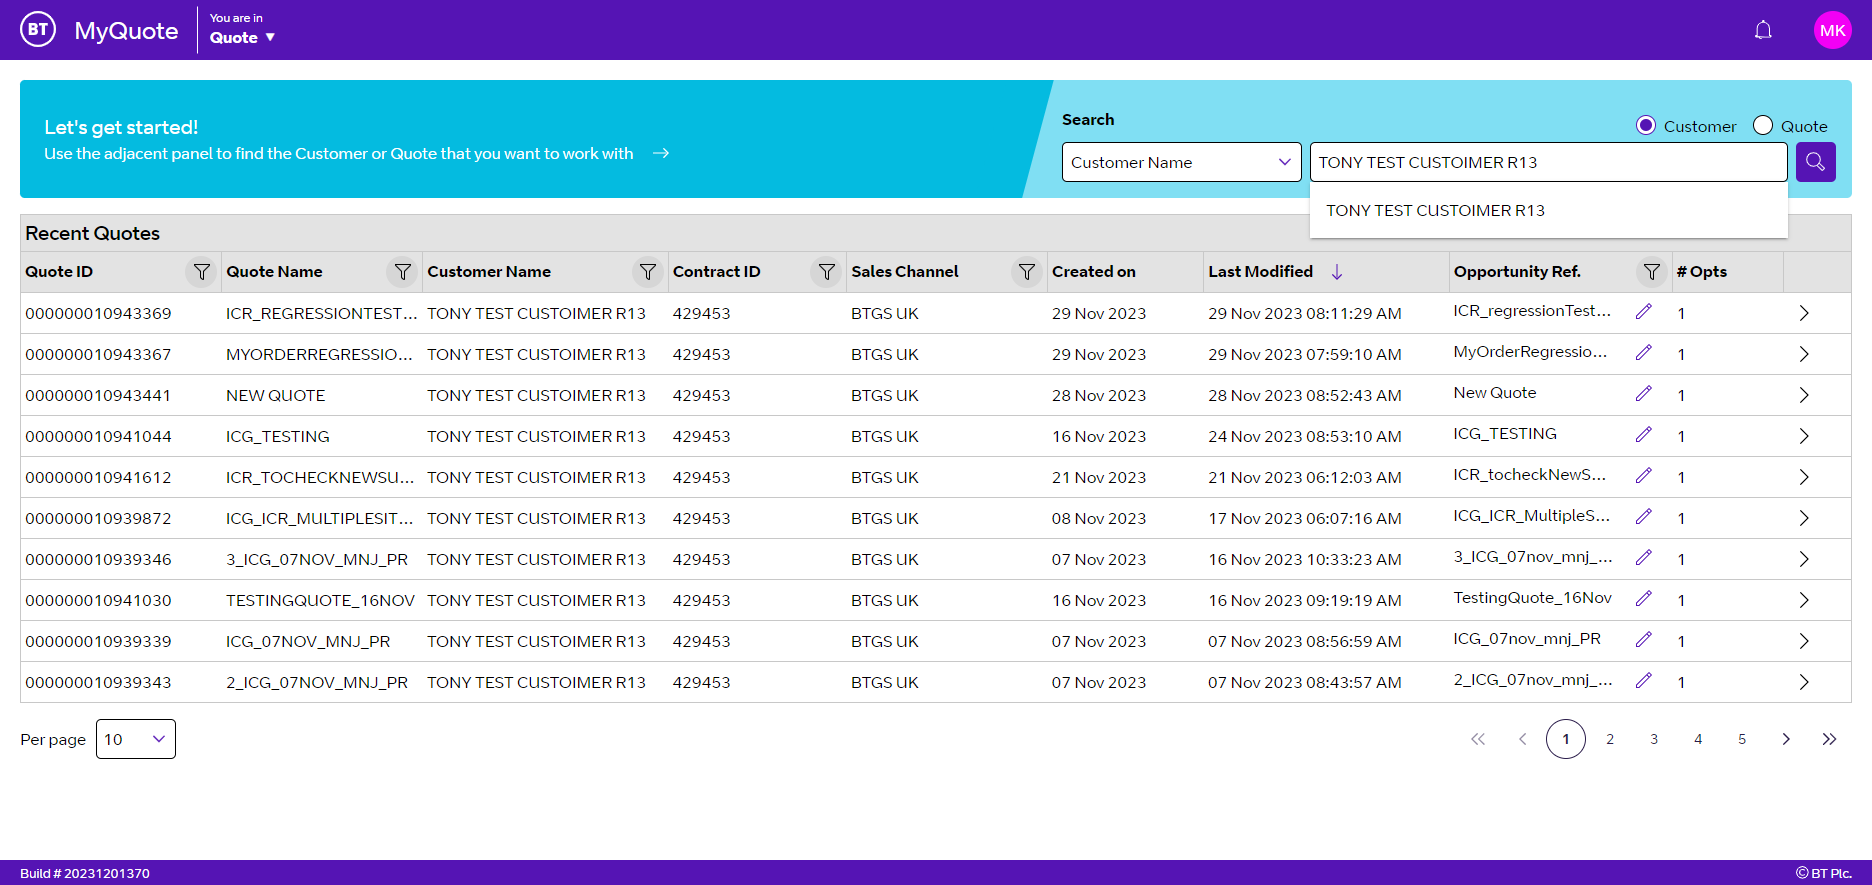 BT MyQuote You are in
Quote
MK
Let's get started!
Use the adjacent panel to find the Customer or Quote that you want to work with
Search
Customer Quote
Customer Name TONY TEST CUSTOIMER R13
TONY TEST CUSTOIMER R13
Recent Quotes
Quote ID Quote Name Customer Name Contract ID Sales Channel Created on Last Modified Opportunity Ref. # Opts
000000010943369 ICR_REGRESSIONTEST... TONY TEST CUSTOIMER R13 429453 BTGS UK 29 Nov 2023 29 Nov 2023 08:11:29 AM ICR_regressionTest... 1
000000010943367 MYORDERREGRESSIO... TONY TEST CUSTOIMER R13 429453 BTGS UK 29 Nov 2023 29 Nov 2023 07:59:10 AM MyOrderRegressio... 1
000000010943441 NEW QUOTE TONY TEST CUSTOIMER R13 429453 BTGS UK 28 Nov 2023 28 Nov 2023 08:52:43 AM New Quote 1
000000010941044 ICG_TESTING TONY TEST CUSTOIMER R13 429453 BTGS UK 16 Nov 2023 24 Nov 2023 08:53:10 AM ICG_TESTING 1
000000010941612 ICR_TOCHECKNEWSU... TONY TEST CUSTOIMER R13 429453 BTGS UK 21 Nov 2023 21 Nov 2023 06:12:03 AM ICR_tocheckNewS... 1
000000010939872 ICG_ICR_MULTIPLESIT... TONY TEST CUSTOIMER R13 429453 BTGS UK 08 Nov 2023 17 Nov 2023 06:07:16 AM ICG_ICR_MultipleS... 1
000000010939346 3_ICG_07NOV_MNJ_PR TONY TEST CUSTOIMER R13 429453 BTGS UK 07 Nov 2023 16 Nov 2023 10:33:23 AM 3_ICG_07nov_mnj_... 1
000000010941030 TESTINGQUOTE_16NOV TONY TEST CUSTOIMER R13 429453 BTGS UK 16 Nov 2023 16 Nov 2023 09:19:19 AM TestingQuote_16Nov 1
000000010939339 ICG_07NOV_MNJ_PR TONY TEST CUSTOIMER R13 429453 BTGS UK 07 Nov 2023 07 Nov 2023 08:56:59 AM ICG_07nov_mnj_PR 1
000000010939343 2_ICG_07NOV_MNJ_PR TONY TEST CUSTOIMER R13 429453 BTGS UK 07 Nov 2023 07 Nov 2023 08:43:57 AM 2_ICG_07nov_mnj_... 1
Per page 10 1 2 3 4 5
Build # 20231201370 © BT Plc.